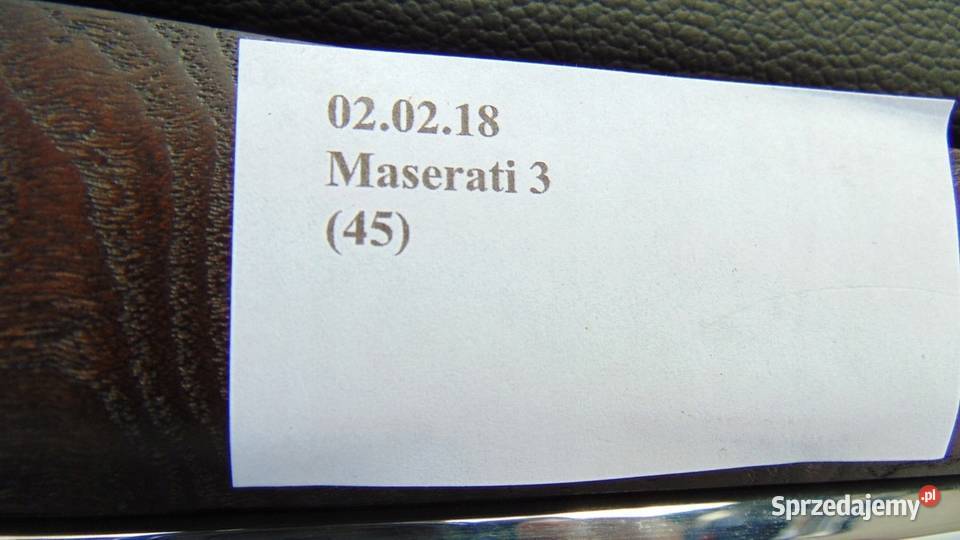 02.02.18
Maserati 3
(45)
Sprzedajemy.pl